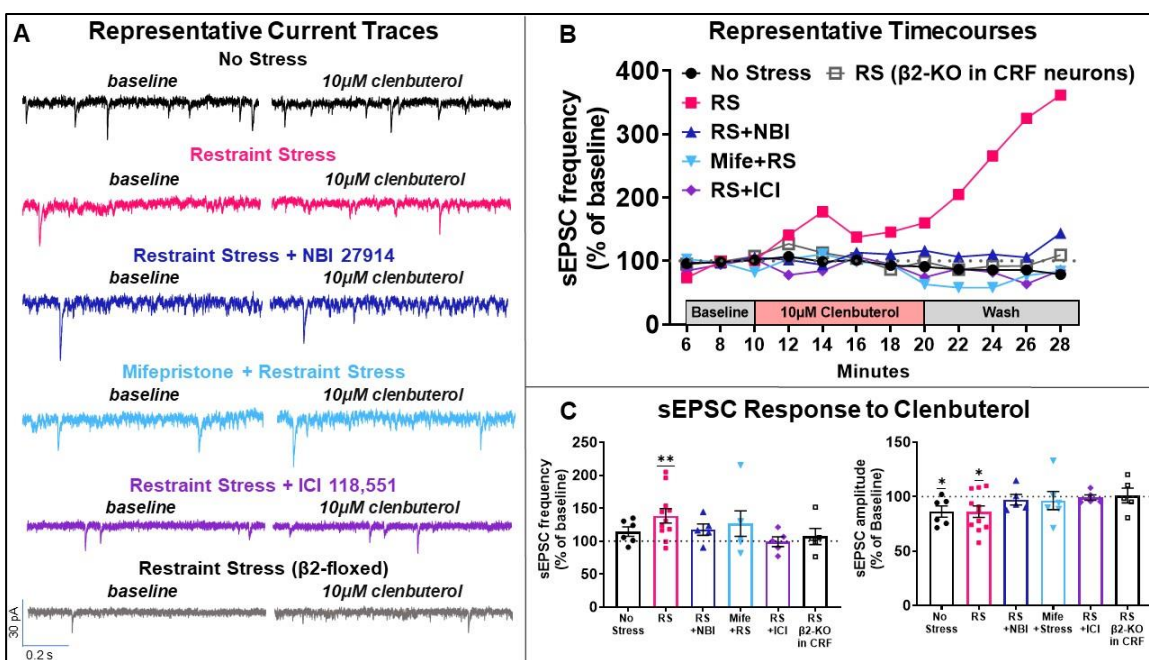 A
Representative Current Traces
No Stress
baseline 10µM clenbuterol
Restraint Stress
baseline 10µM clenbuterol
Restraint Stress + NBI 27914
baseline 10µM clenbuterol
Mifepristone + Restraint Stress
baseline 10µM clenbuterol
Restraint Stress + ICI 118,551
baseline 10µM clenbuterol
Restraint Stress (β2-floxed)
baseline 10µM clenbuterol
30 pA
0.2 s
B
Representative Timecourses
sEPSC frequency
(% of baseline)
400
300
200
100
0
No Stress
RS (β2-KO in CRF neurons)
RS
RS+NBI
Mife+RS
RS+ICI
Baseline 10µM Clenbuterol Wash
6 8 10 12 14 16 18 20 22 24 26 28
Minutes
C
sEPSC Response to Clenbuterol
sEPSC frequency
(% of baseline)
250
200
150
100
50
0
**
No
Stress
RS
RS
+NBI
Mife
+RS
RS
+ICI
RS
β2-KO
in CRF
sEPSC amplitude
(% of Baseline)
150
100
50
0
*
*
No
Stress
RS
RS
+NBI
Mife
+Stress
RS
+ICI
RS
β2-KO
in CRF